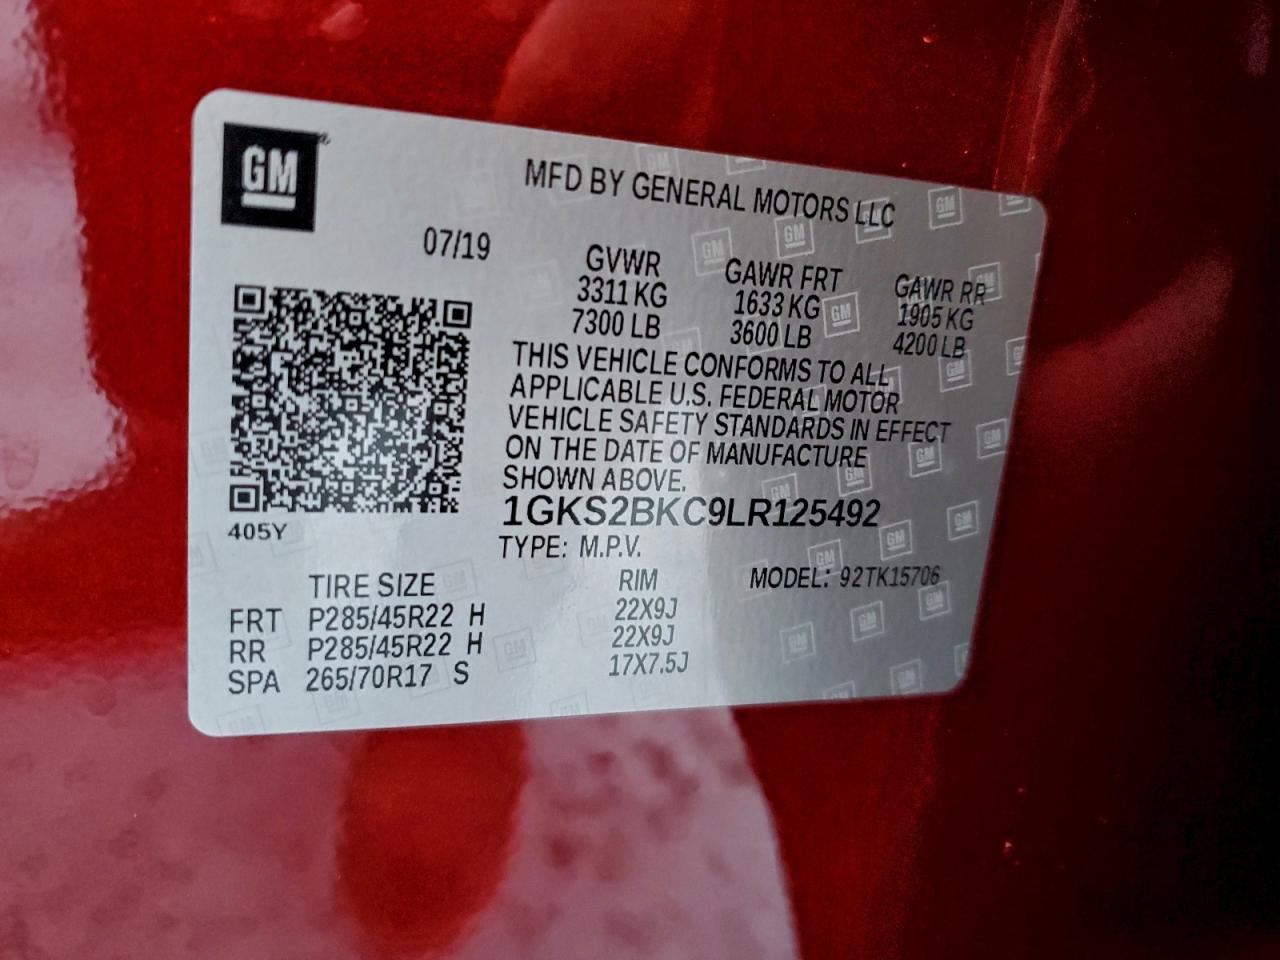 GM
MFD BY GENERAL MOTORS LLC
07/19
GVWR GAWR FRT GAWR RR
3311 KG 1633 KG 1905 KG
7300 LB 3600 LB 4200 LB
THIS VEHICLE CONFORMS TO ALL
APPLICABLE U.S. FEDERAL MOTOR
VEHICLE SAFETY STANDARDS IN EFFECT
ON THE DATE OF MANUFACTURE
SHOWN ABOVE.
1GKS2BKC9LR125492
405Y
TYPE: M.P.V.
MODEL: 92TK15706
TIRE SIZE RIM
FRT P285/45R22 H 22X9J
RR P285/45R22 H 22X9J
SPA 265/70R17 S 17X7.5J